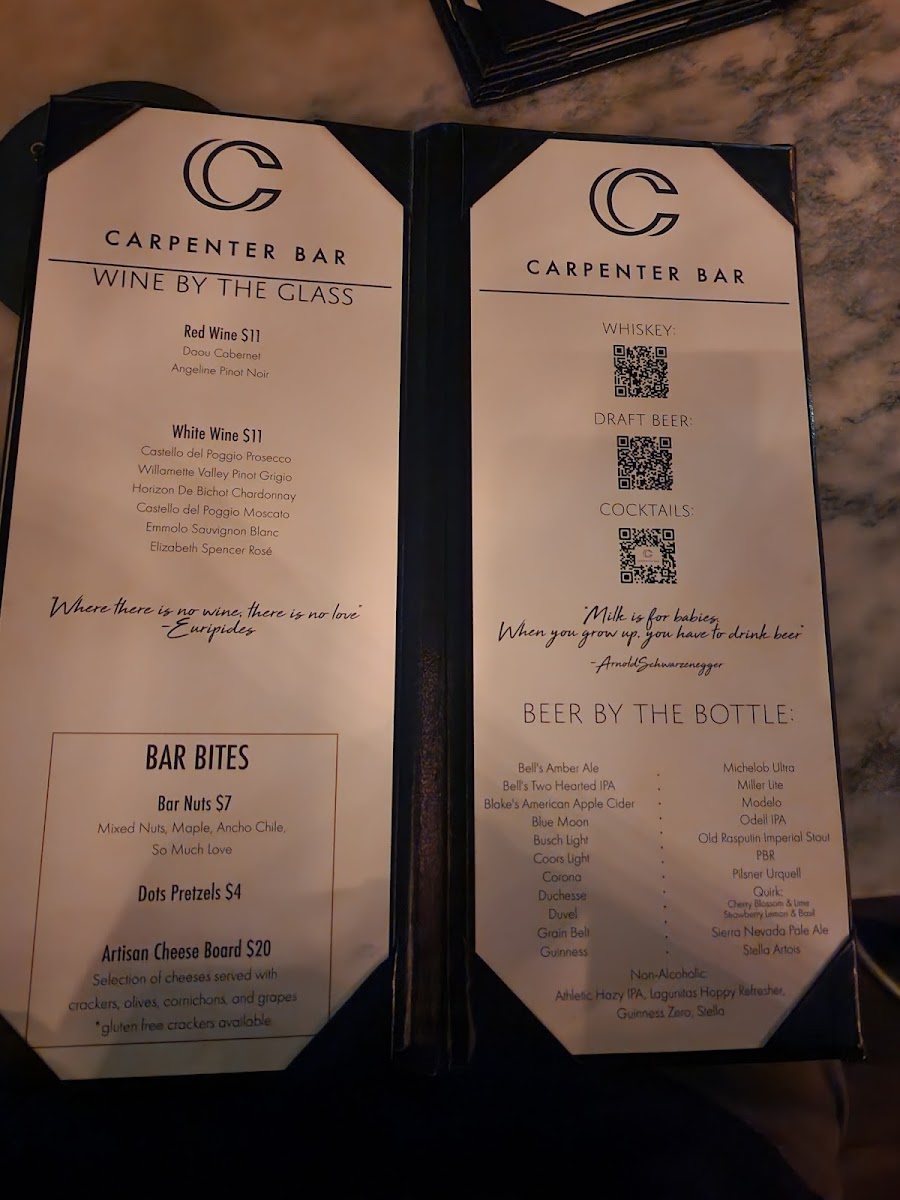 CARPENTER BAR
WINE BY THE GLASS
Red Wine $11
Daou Cabernet
Angeline Pinot Noir
White Wine $11
Castello del Poggio Prosecco
Willamette Valley Pinot Grigio
Horizon De Bichot Chardonnay
Castello del Poggio Moscato
Emmolo Sauvignon Blanc
Elizabeth Spencer Rosé
"Where there is no wine, there is no love"
-Euripides
BAR BITES
Bar Nuts $7
Mixed Nuts, Maple, Ancho Chile,
So Much Love
Dots Pretzels $4
Artisan Cheese Board $20
Selection of cheeses served with
crackers, olives, cornichons, and grapes
*gluten free crackers available
CARPENTER BAR
WHISKEY:
DRAFT BEER:
COCKTAILS:
"Milk is for babies,
When you grow up, you have to drink beer"
-Arnold Schwarzenegger
BEER BY THE BOTTLE:
Bell's Amber Ale
Bell's Two Hearted IPA
Blake's American Apple Cider
Blue Moon
Busch Light
Coors Light
Corona
Duchesse
Duvel
Grain Belt
Guinness
Michelob Ultra
Miller Lite
Modelo
Odell IPA
Old Rasputin Imperial Stout
PBR
Pilsner Urquell
Quirk:
Cherry Blossom & Lime
Strawberry Lemon & Basil
Sierra Nevada Pale Ale
Stella Artois
Non-Alcoholic:
Athletic Hazy IPA, Lagunitas Hoppy Refresher,
Guinness Zero, Stella